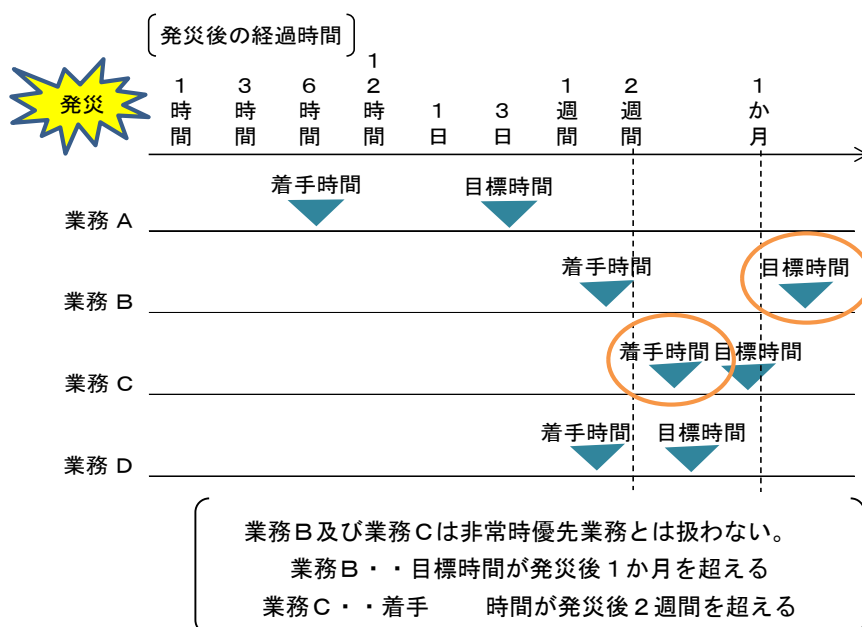 発災後の経過時間
発災
1時間
3時間
6時間
12時間
1日
3日
1週間
2週間
1か月
着手時間 目標時間
業務A
着手時間 目標時間
業務B
着手時間 目標時間
業務C
着手時間 目標時間
業務D
業務B及び業務Cは非常時優先業務とは扱わない。
業務B・・目標時間が発災後1か月を超える
業務C・・着手 時間が発災後2週間を超える